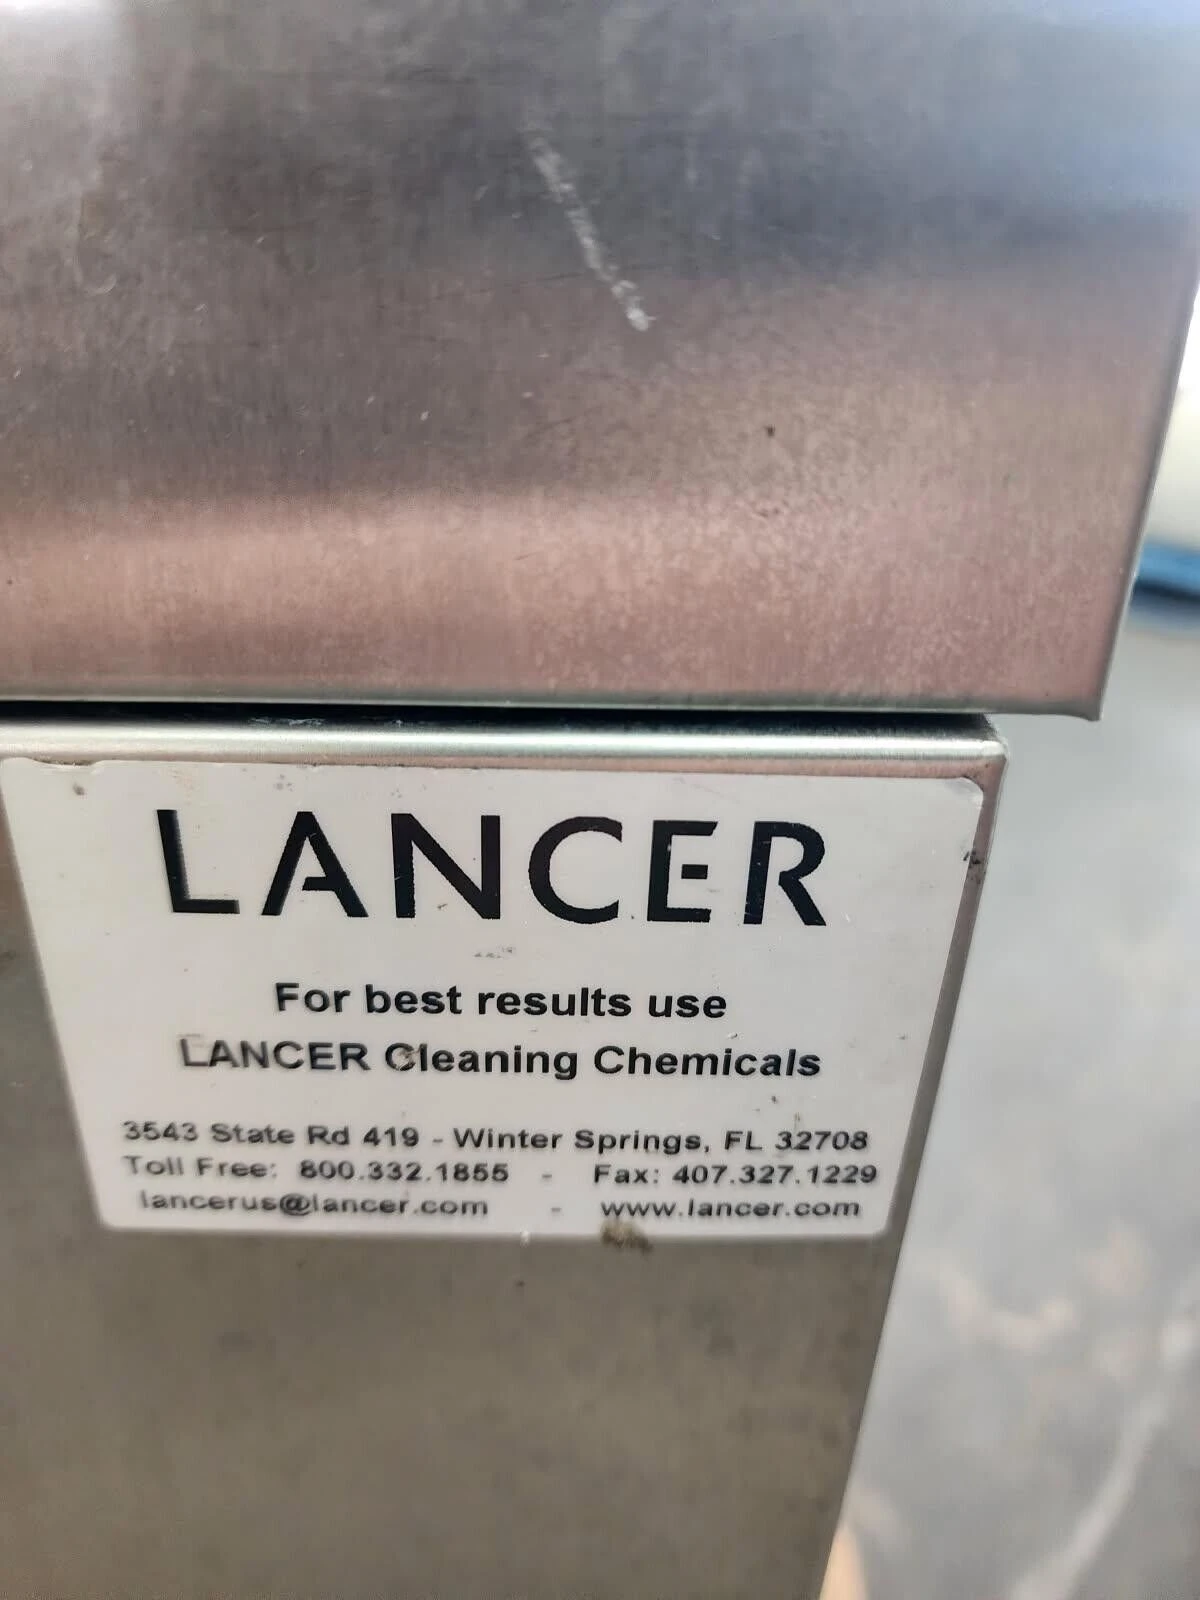 LANCER
For best results use
LANCER Cleaning Chemicals
3543 State Rd 419 - Winter Springs, FL 32708
Toll Free: 800.332.1855 - Fax: 407.327.1229
lancerus@lancer.com - www.lancer.com